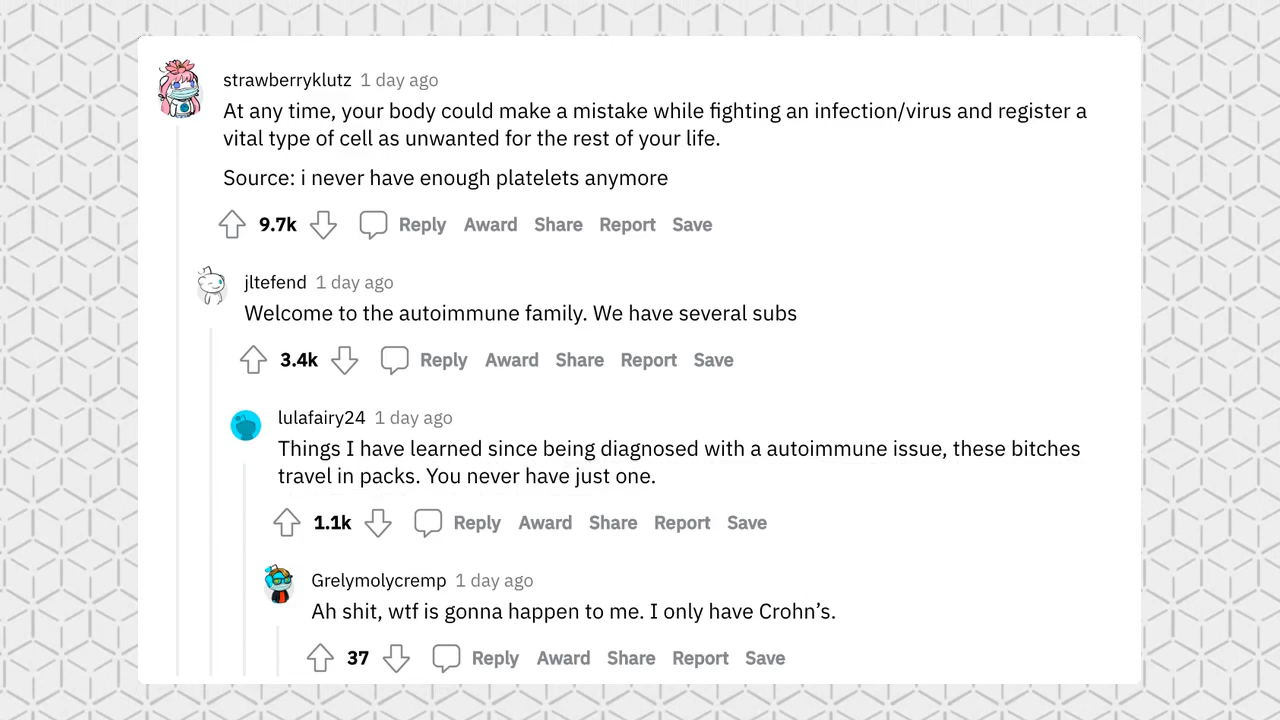 strawberryklutz 1 day ago
At any time, your body could make a mistake while fighting an infection/virus and register a
vital type of cell as unwanted for the rest of your life.
Source: i never have enough platelets anymore
9.7k Reply Award Share Report Save
jltefend 1 day ago
Welcome to the autoimmune family. We have several subs
3.4k Reply Award Share Report Save
lulafairy24 1 day ago
Things I have learned since being diagnosed with a autoimmune issue, these bitches
travel in packs. You never have just one.
1.1k Reply Award Share Report Save
Grelymolycremp 1 day ago
Ah shit, wtf is gonna happen to me. I only have Crohn’s.
37 Reply Award Share Report Save